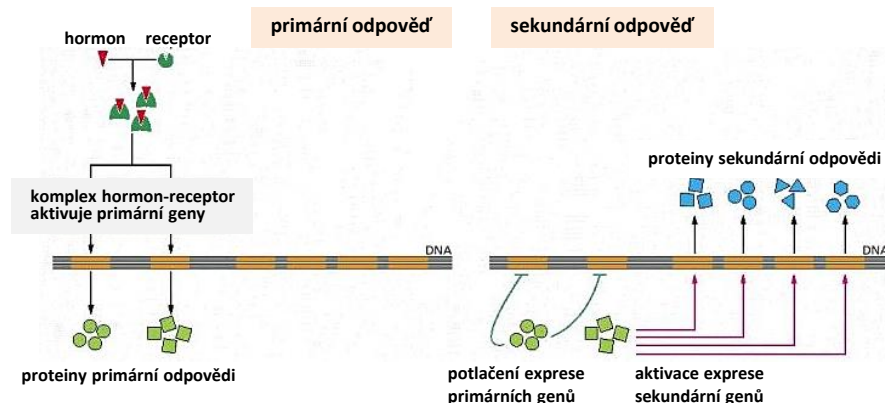 primární odpověď
hormon receptor
komplex hormon-receptor
aktivuje primární geny
DNA
proteiny primární odpovědi
sekundární odpověď
proteiny sekundární odpovědi
DNA
potlačení exprese
primárních genů
aktivace exprese
sekundární genů